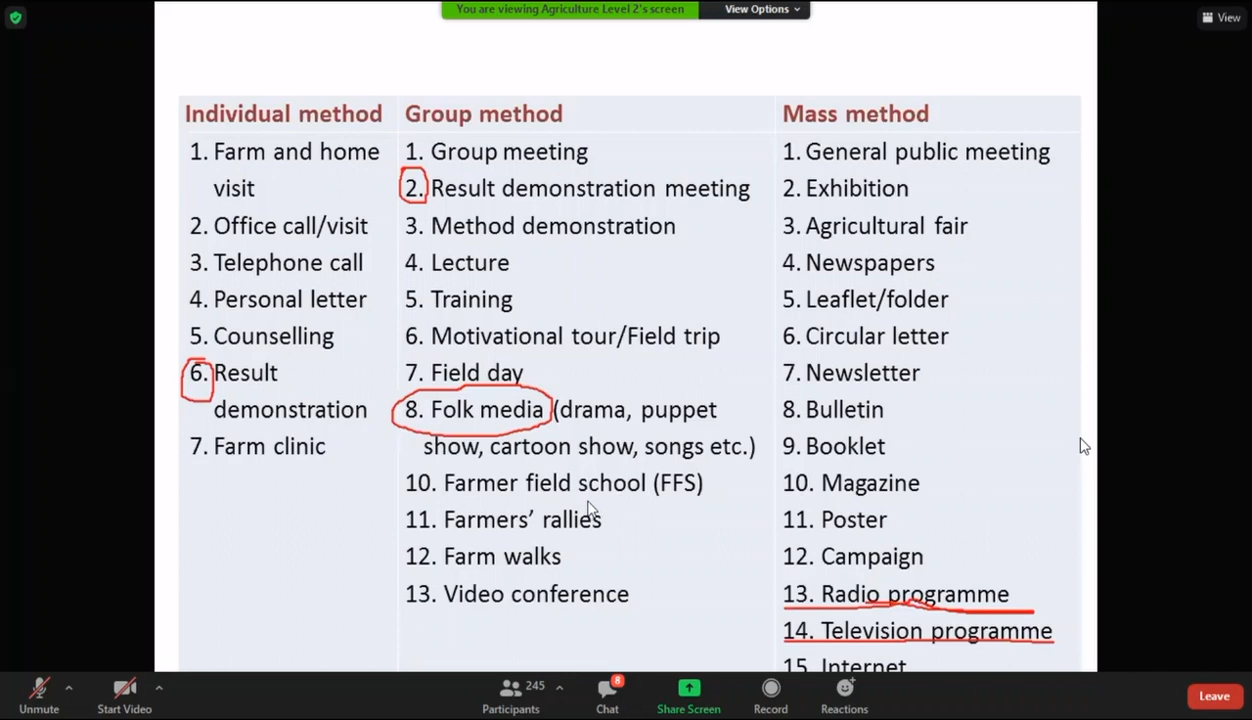 You are viewing Agriculture Level 2's screen
View Options
View
Individual method
1. Farm and home
visit
2. Office call/visit
3. Telephone call
4. Personal letter
5. Counselling
6. Result
demonstration
7. Farm clinic
Group method
1. Group meeting
2. Result demonstration meeting
3. Method demonstration
4. Lecture
5. Training
6. Motivational tour/Field trip
7. Field day
8. Folk media (drama, puppet
show, cartoon show, songs etc.)
10. Farmer field school (FFS)
11. Farmers’ rallies
12. Farm walks
13. Video conference
Mass method
1. General public meeting
2. Exhibition
3. Agricultural fair
4. Newspapers
5. Leaflet/folder
6. Circular letter
7. Newsletter
8. Bulletin
9. Booklet
10. Magazine
11. Poster
12. Campaign
13. Radio programme
14. Television programme
15. Internet
Unmute
Start Video
245
Participants
8
Chat
Share Screen
Record
Reactions
Leave